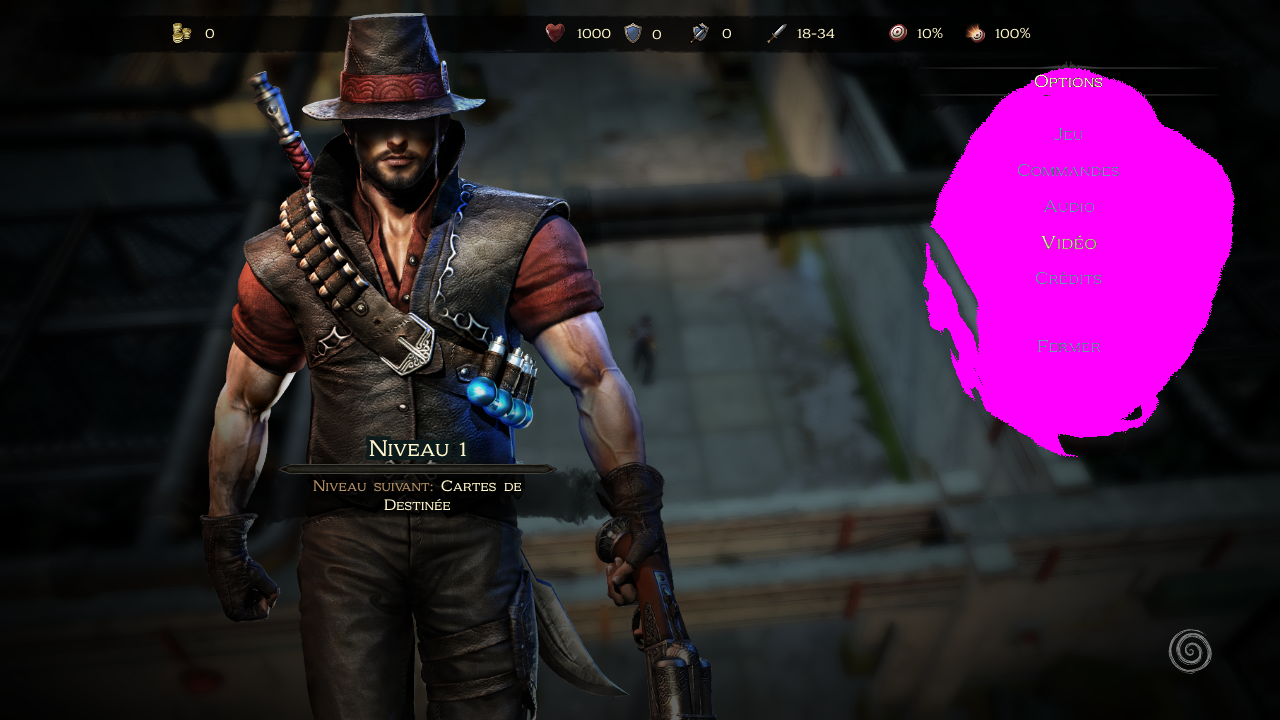 0 1000 0 0 18-34 10% 100%
Options
Jeu
Commandes
Audio
Vidéo
Crédits
Fermer
Niveau 1
Niveau suivant: Cartes de
Destinée